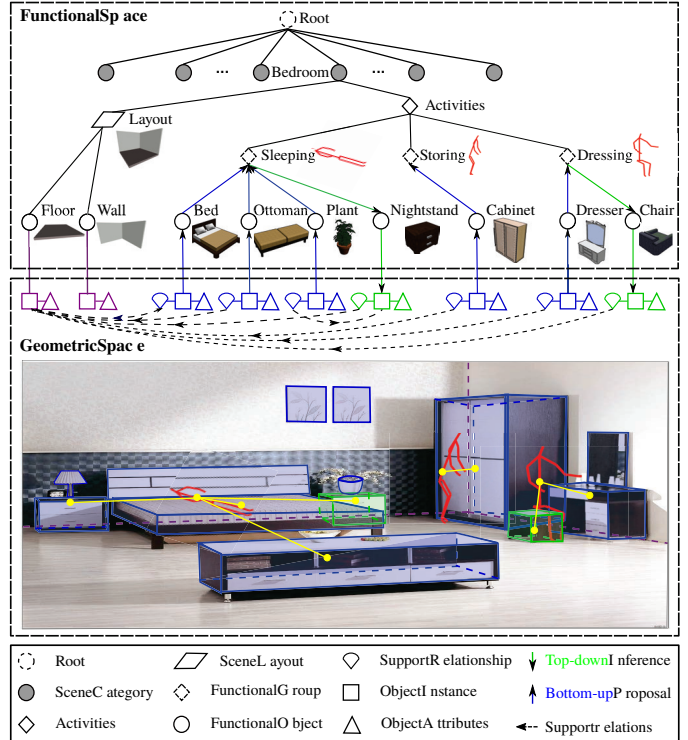 FunctionalSp ace
Root
... Bedroom ...
Layout
Activities
Sleeping Storing Dressing
Floor Wall Bed Ottoman Plant Nightstand Cabinet Dresser Chair
GeometricSpac e
Root SceneL ayout SupportR elationship Top-downI nference
SceneC ategory FunctionalG roup ObjectI nstance Bottom-upP roposal
Activities FunctionalO bject ObjectA ttributes Supportr elations